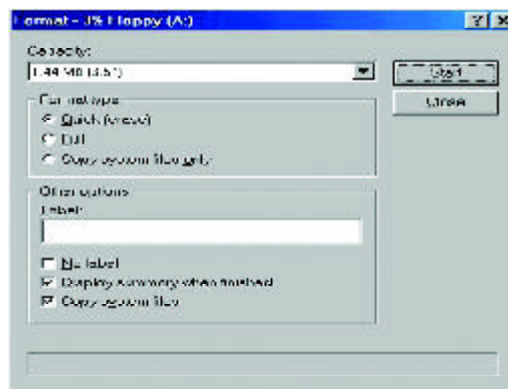 Format - 3½ Floppy (A:)
Capacity:
1.44 Mb (3.5")
Start
Close
Format type
Quick (erase)
Full
Copy system files only
Other options
Label:
No label
Display summary when finished
Copy system files